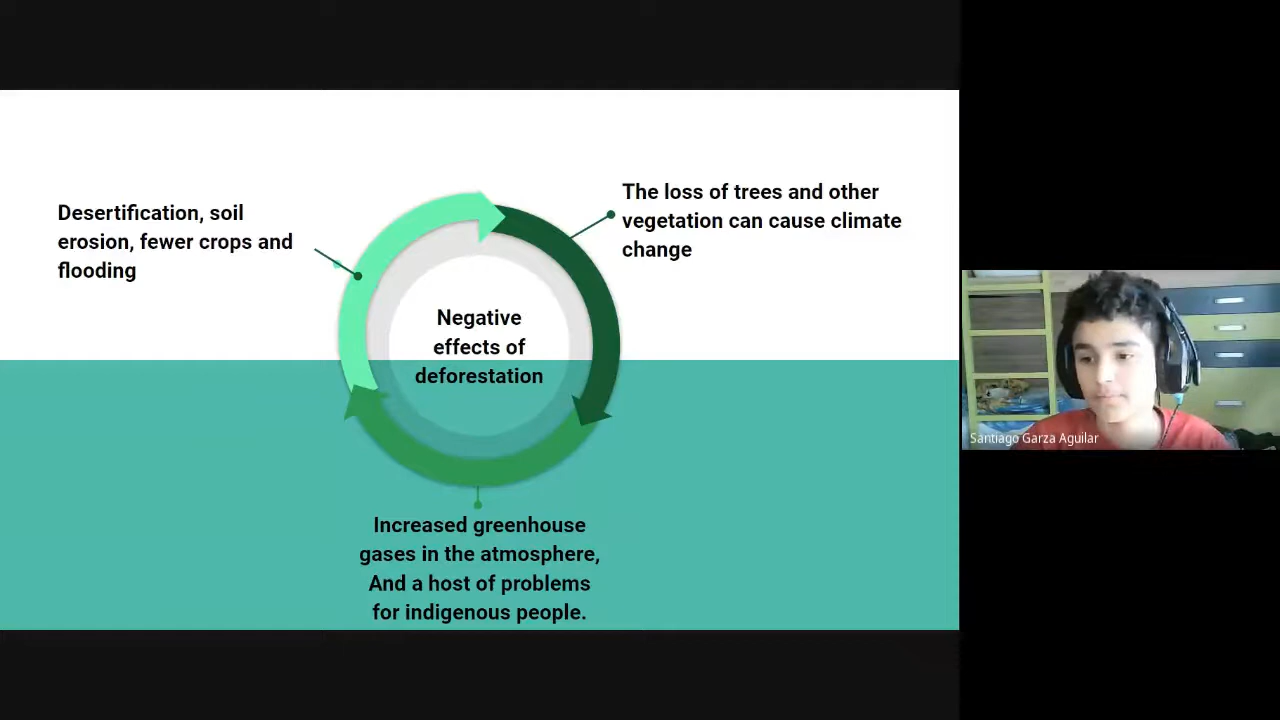 Desertification, soil
erosion, fewer crops and
flooding
The loss of trees and other
vegetation can cause climate
change
Negative
effects of
deforestation
Increased greenhouse
gases in the atmosphere,
And a host of problems
for indigenous people.
Santiago Garza Aguilar